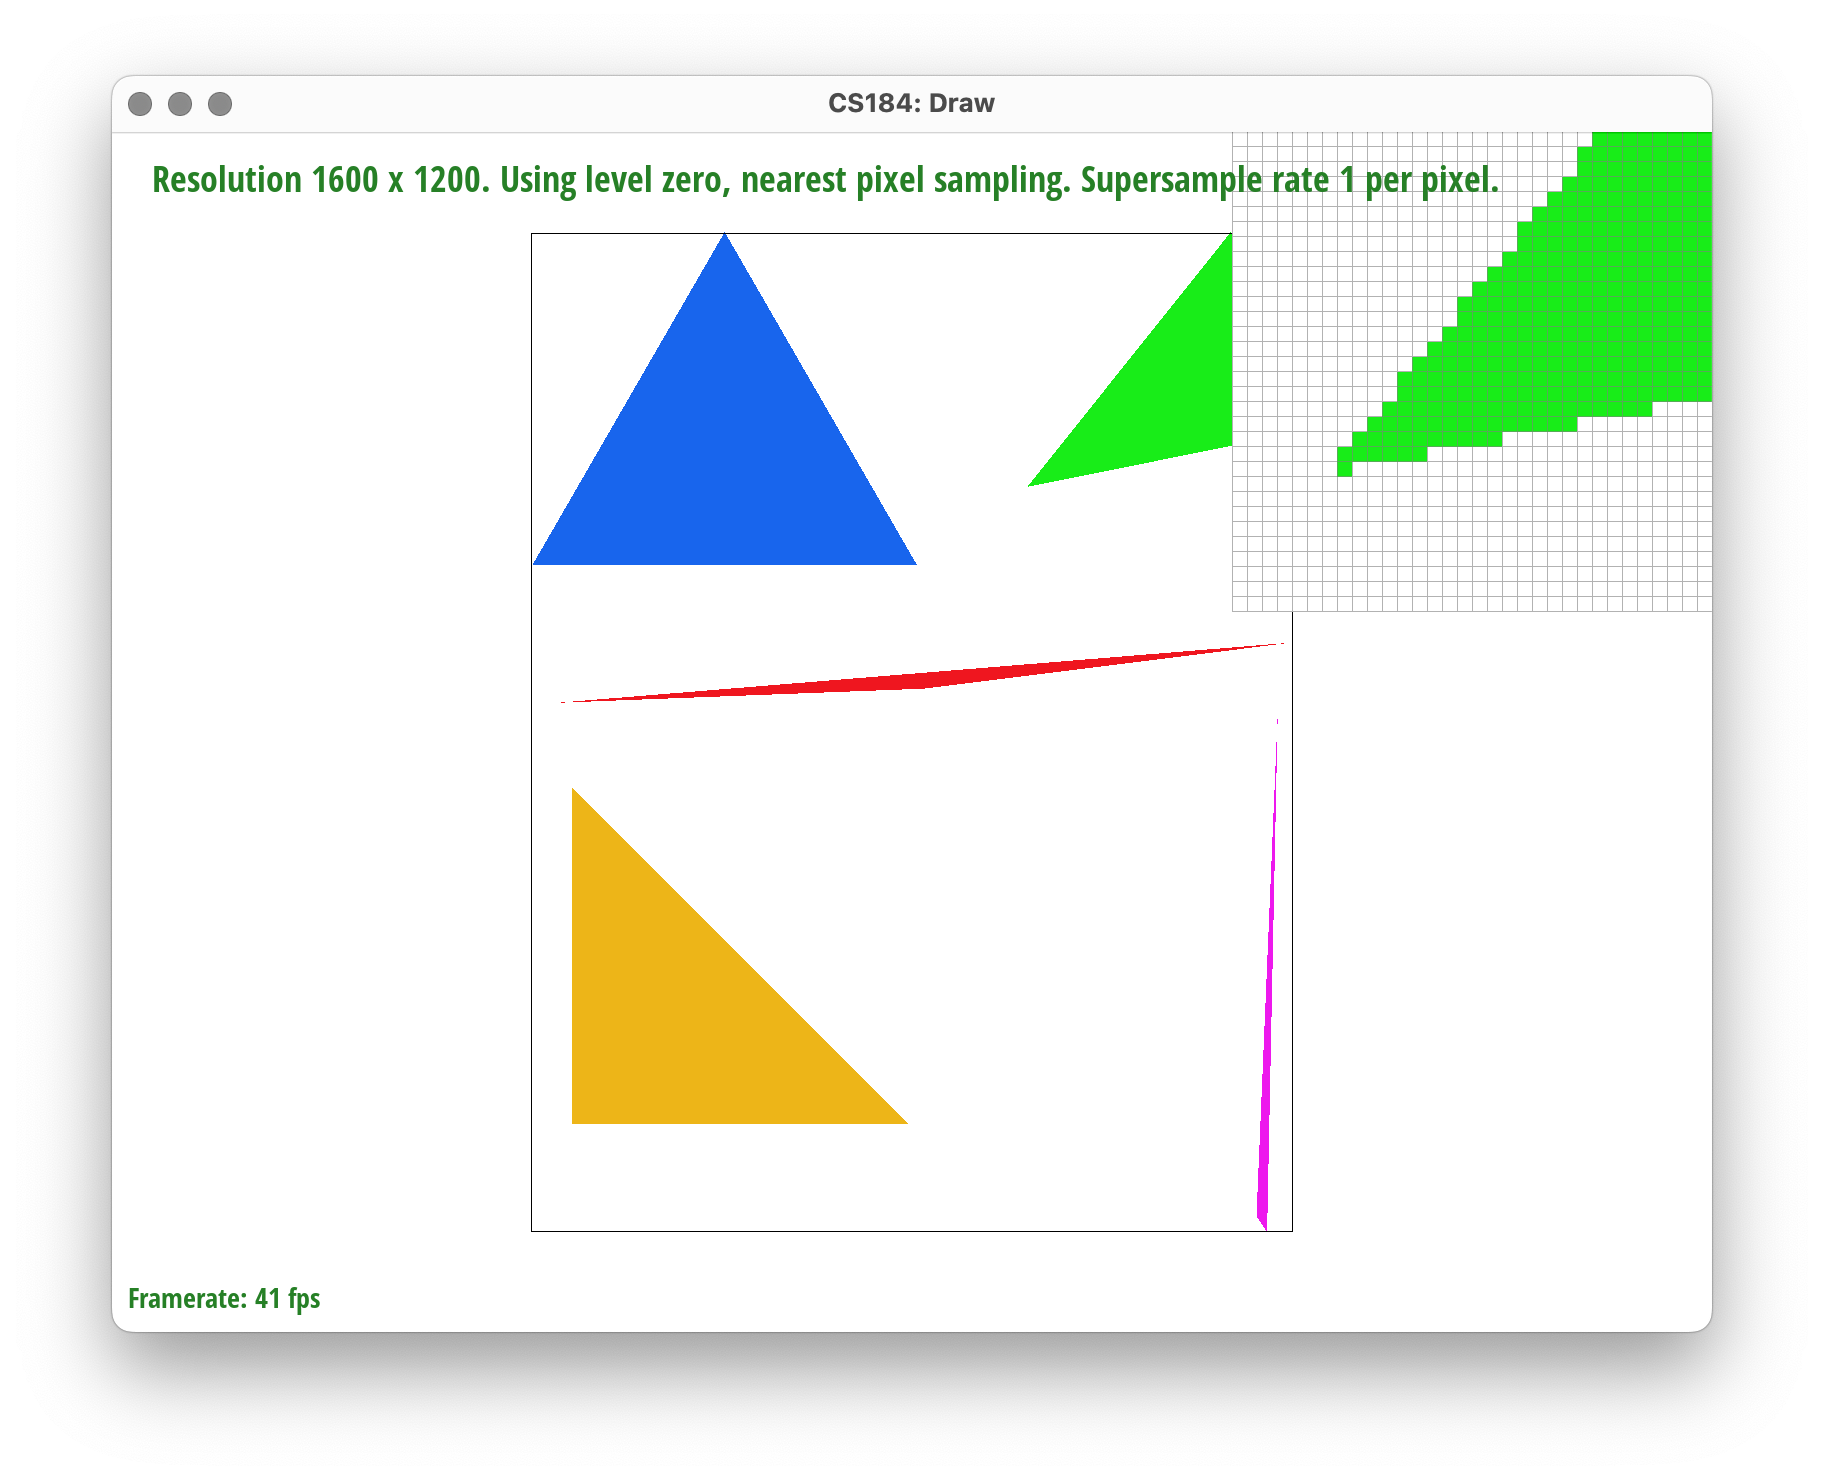 CS184: Draw
Resolution 1600 x 1200. Using level zero, nearest pixel sampling. Supersample rate 1 per pixel.
Framerate: 41 fps